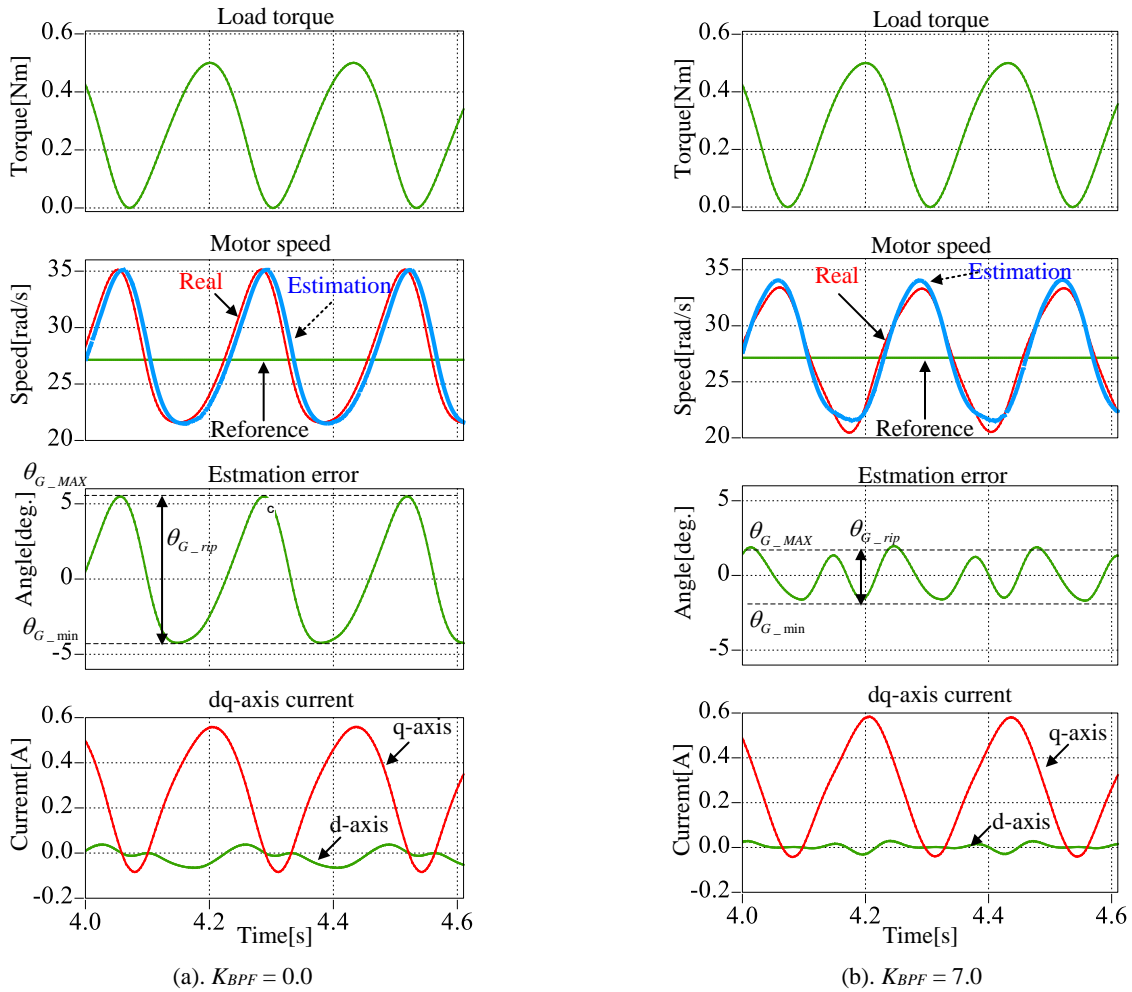 Load torque
0.6
0.4
0.2
0.0
Torque[Nm]
Motor speed
35
30
25
20
Speed[rad/s]
Real
Estimation
Reforence
Estmation error
θG_MAX
5
0
-5
Angle[deg.]
θG_rip
θG_min
c
dq-axis current
0.6
0.4
0.2
0.0
-0.2
Curremt[A]
q-axis
d-axis
4.0 4.2 4.4 4.6
Time[s]
(a). KBPF = 0.0
Load torque
0.6
0.4
0.2
0.0
Torque[Nm]
Motor speed
35
30
25
20
Speed[rad/s]
Real
Estimation
Reforence
Estmation error
5
0
-5
Angle[deg.]
θG_MAX
θG_rip
θG_min
dq-axis current
0.6
0.4
0.2
0.0
-0.2
Curremt[A]
q-axis
d-axis
4.0 4.2 4.4 4.6
Time[s]
(b). KBPF = 7.0